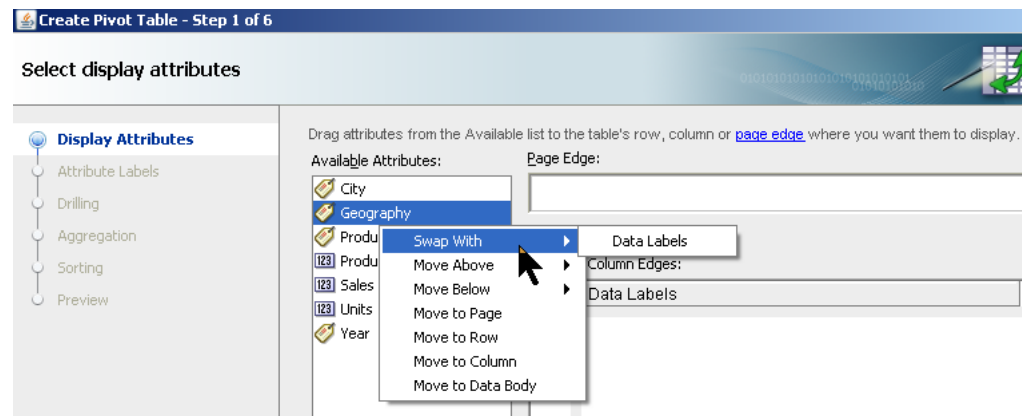 Create Pivot Table - Step 1 of 6
Select display attributes
Display Attributes
Attribute Labels
Drilling
Aggregation
Sorting
Preview
Drag attributes from the Available list to the table's row, column or page edge where you want them to display.
Available Attributes:
City
Geography
Produ
Produ
Sales
Units
Year
Swap With
Move Above
Move Below
Move to Page
Move to Row
Move to Column
Move to Data Body
Data Labels
Page Edge:
Column Edges:
Data Labels